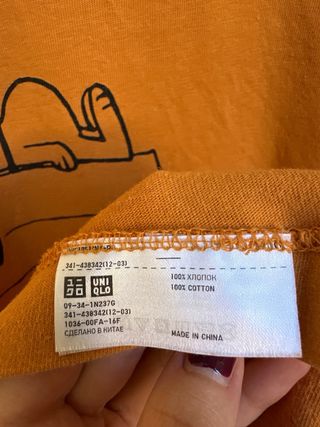 341-438342(12-03)
100% ХЛОПОК
100% COTTON
ユニ
クロ
UNI
QLO
09-34-1N237G
341-438342(12-03)
1036-00FA-16F
СДЕЛАНО В КИТАЕ
MADE IN CHINA